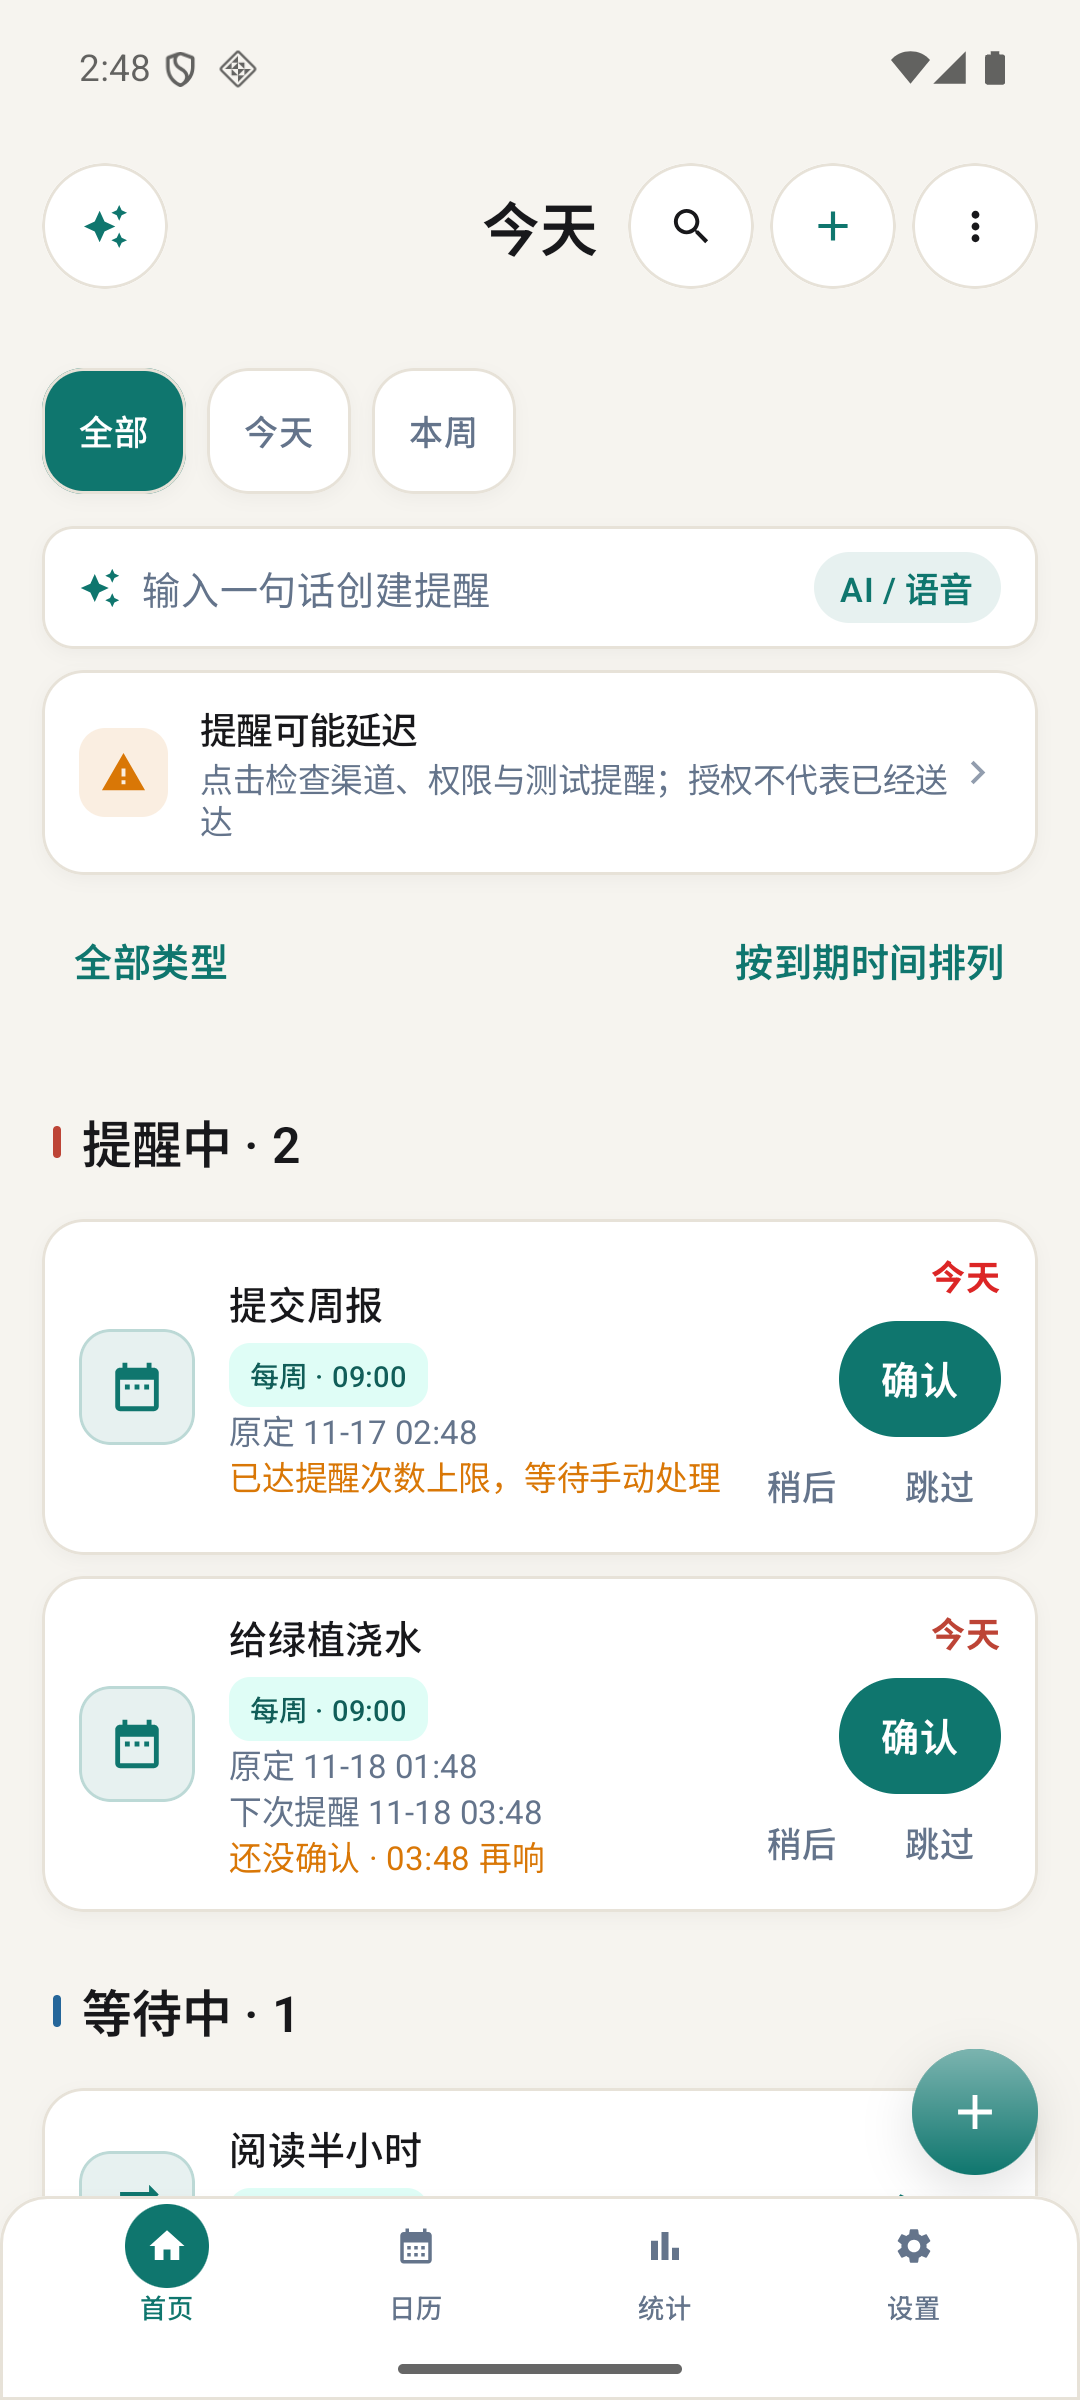 2:48
今天
全部
今天
本周
输入一句话创建提醒
AI / 语音
提醒可能延迟
点击检查渠道、权限与测试提醒；授权不代表已经送
达
全部类型
按到期时间排列
提醒中 · 2
今天
提交周报
每周 · 09:00
确认
原定 11-17 02:48
已达提醒次数上限，等待手动处理
稍后
跳过
今天
给绿植浇水
每周 · 09:00
确认
原定 11-18 01:48
下次提醒 11-18 03:48
还没确认 · 03:48 再响
稍后
跳过
等待中 · 1
阅读半小时
首页
日历
统计
设置